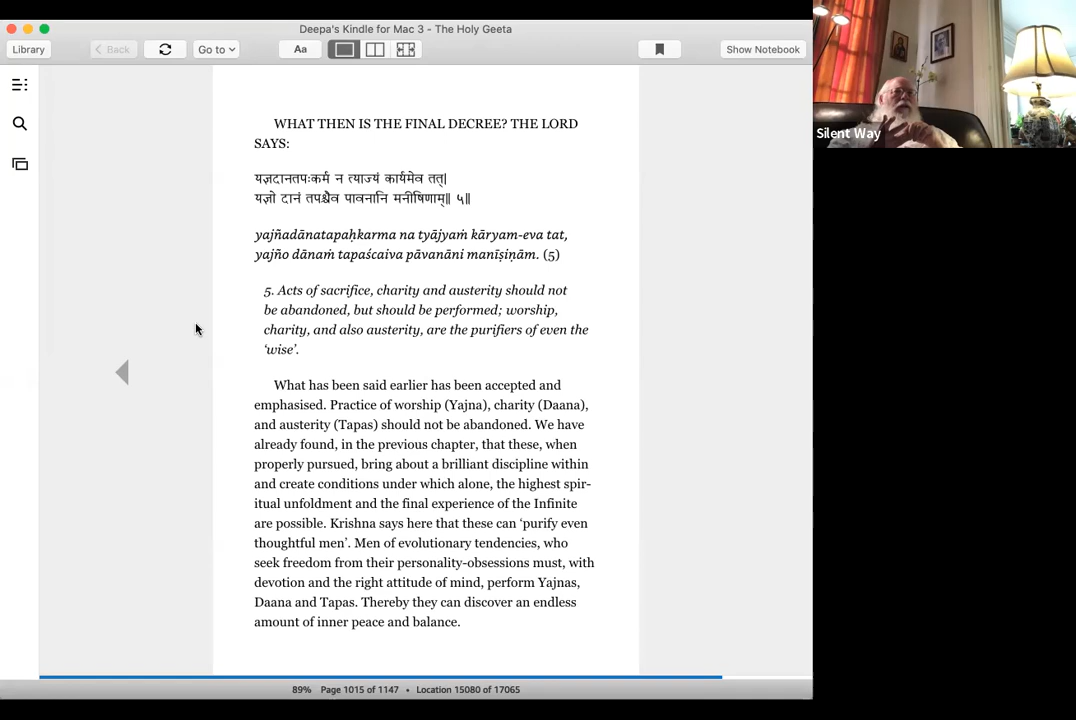 Deepa's Kindle for Mac 3 - The Holy Geeta
Library
Back
Go to
Aa
Show Notebook
WHAT THEN IS THE FINAL DECREE? THE LORD
SAYS:
यज्ञदानतपःकर्म न त्याज्यं कार्यमेव तत्|
यज्ञो दानं तपश्चैव पावनानि मनीषिणाम्॥ ५॥
yajñadānatapaḥkarma na tyājyaṁ kāryam-eva tat,
yajño dānaṁ tapaścaiva pāvanāni manīṣiṇām. (5)
5. Acts of sacrifice, charity and austerity should not
be abandoned, but should be performed; worship,
charity, and also austerity, are the purifiers of even the
‘wise’.
What has been said earlier has been accepted and
emphasised. Practice of worship (Yajna), charity (Daana),
and austerity (Tapas) should not be abandoned. We have
already found, in the previous chapter, that these, when
properly pursued, bring about a brilliant discipline within
and create conditions under which alone, the highest spir-
itual unfoldment and the final experience of the Infinite
are possible. Krishna says here that these can ‘purify even
thoughtful men’. Men of evolutionary tendencies, who
seek freedom from their personality-obsessions must, with
devotion and the right attitude of mind, perform Yajnas,
Daana and Tapas. Thereby they can discover an endless
amount of inner peace and balance.
89% Page 1015 of 1147 • Location 15080 of 17065
Silent Way